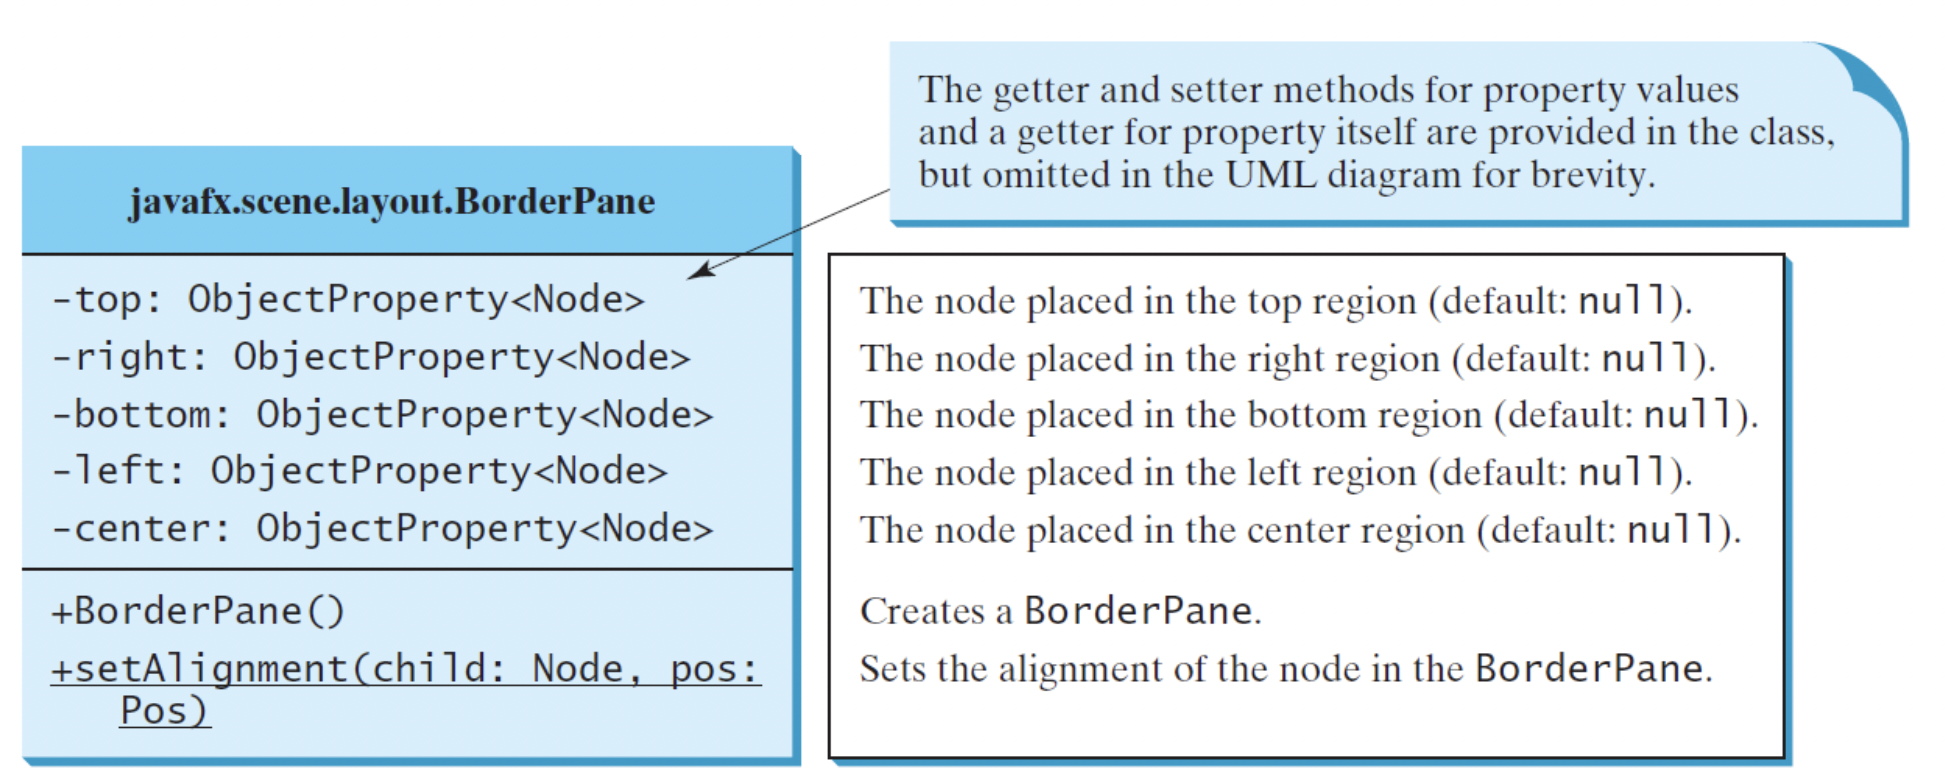 The getter and setter methods for property values
and a getter for property itself are provided in the class,
but omitted in the UML diagram for brevity.
javafx.scene.layout.BorderPane
-top: ObjectProperty<Node>
-right: ObjectProperty<Node>
-bottom: ObjectProperty<Node>
-left: ObjectProperty<Node>
-center: ObjectProperty<Node>
+BorderPane()
+setAlignment(child: Node, pos:
Pos)
The node placed in the top region (default: null).
The node placed in the right region (default: null).
The node placed in the bottom region (default: null).
The node placed in the left region (default: null).
The node placed in the center region (default: null).
Creates a BorderPane.
Sets the alignment of the node in the BorderPane.